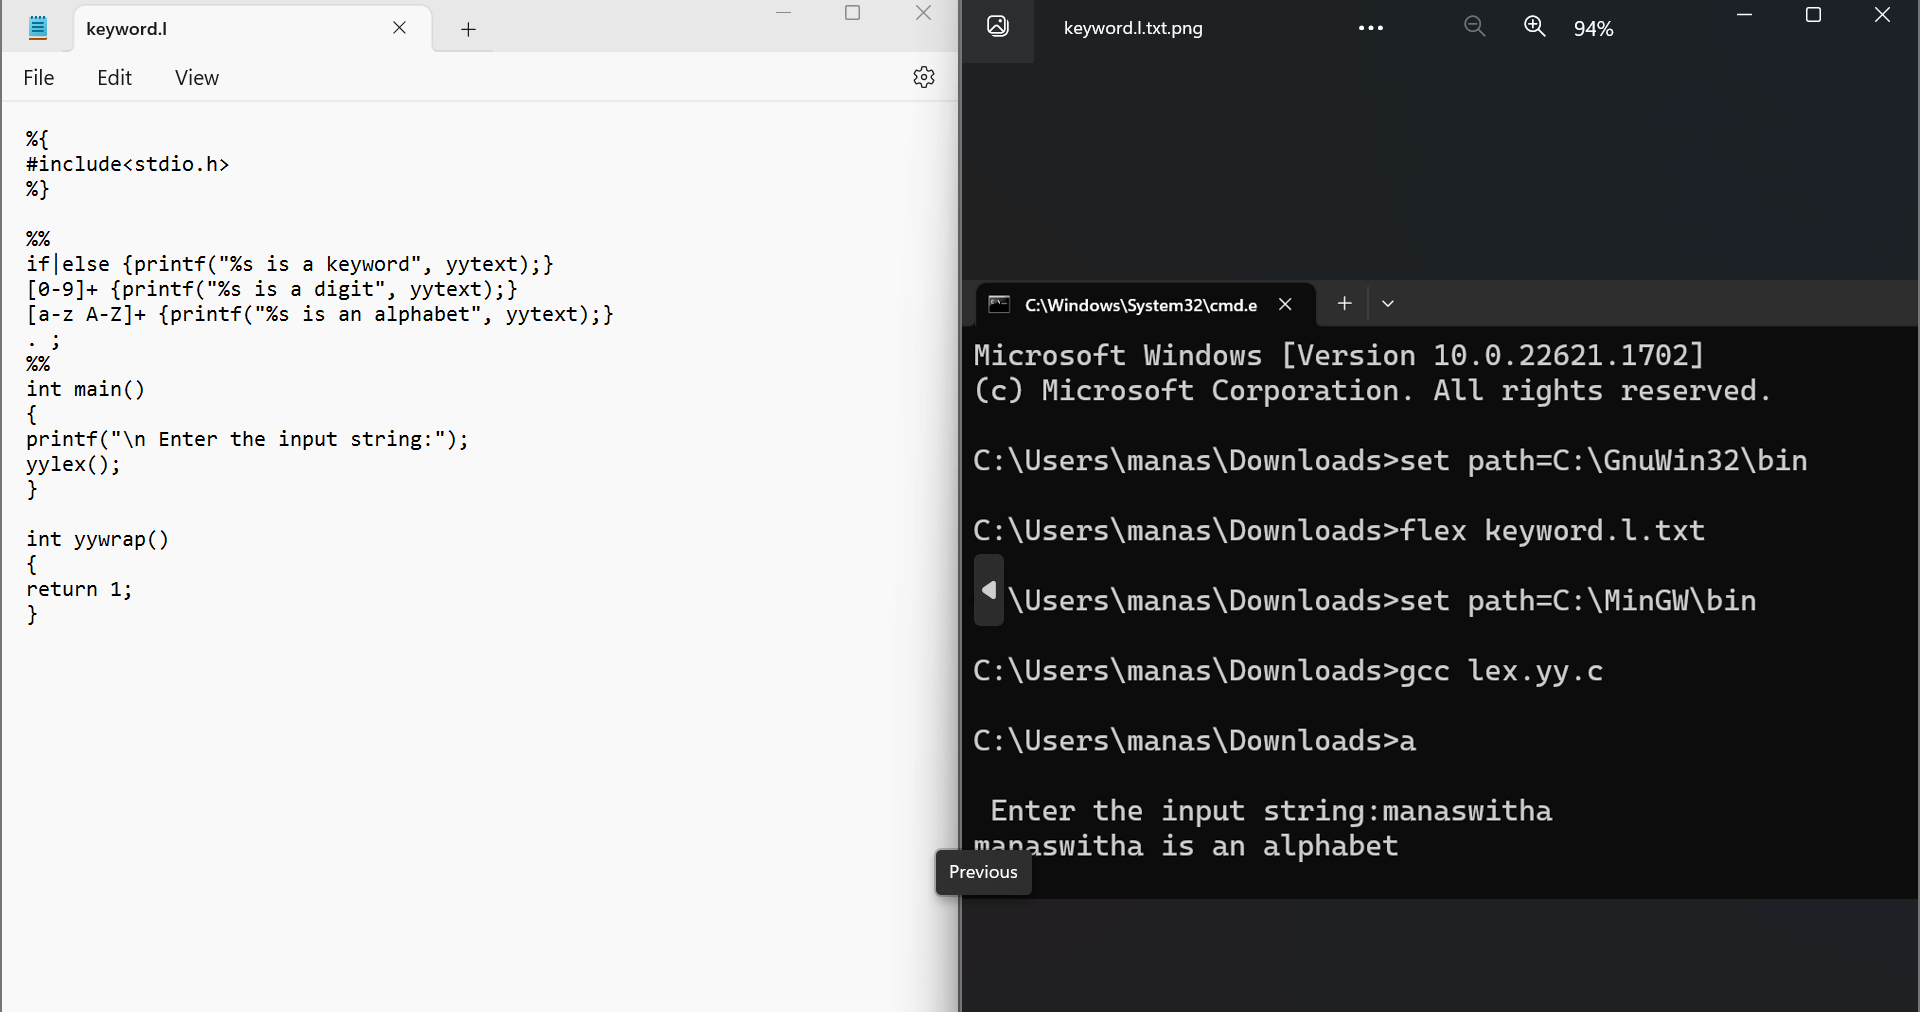 keyword.l
File Edit View
%{
#include<stdio.h>
%}
%%
if|else {printf("%s is a keyword", yytext);}
[0-9]+ {printf("%s is a digit", yytext);}
[a-z A-Z]+ {printf("%s is an alphabet", yytext);}
. ;
%%
int main()
{
printf("\n Enter the input string:");
yylex();
}
int yywrap()
{
return 1;
}
keyword.l.txt.png
94%
C:\Windows\System32\cmd.e
Microsoft Windows [Version 10.0.22621.1702]
(c) Microsoft Corporation. All rights reserved.
C:\Users\manas\Downloads>set path=C:\GnuWin32\bin
C:\Users\manas\Downloads>flex keyword.l.txt
\Users\manas\Downloads>set path=C:\MinGW\bin
C:\Users\manas\Downloads>gcc lex.yy.c
C:\Users\manas\Downloads>a
Enter the input string:manaswitha
manaswitha is an alphabet
Previous